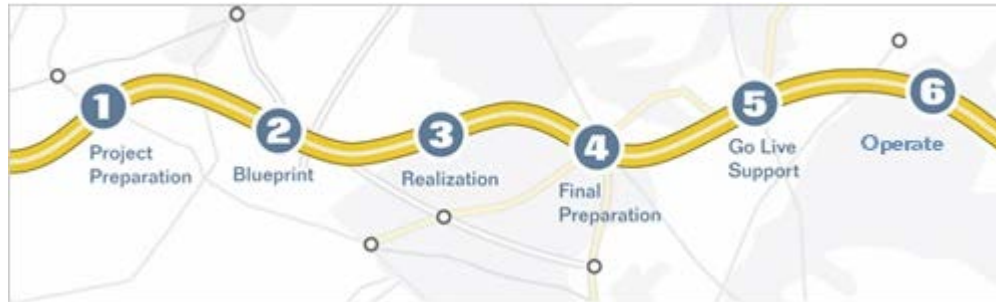 1
Project
Preparation
2
Blueprint
3
Realization
4
Final
Preparation
5
Go Live
Support
6
Operate